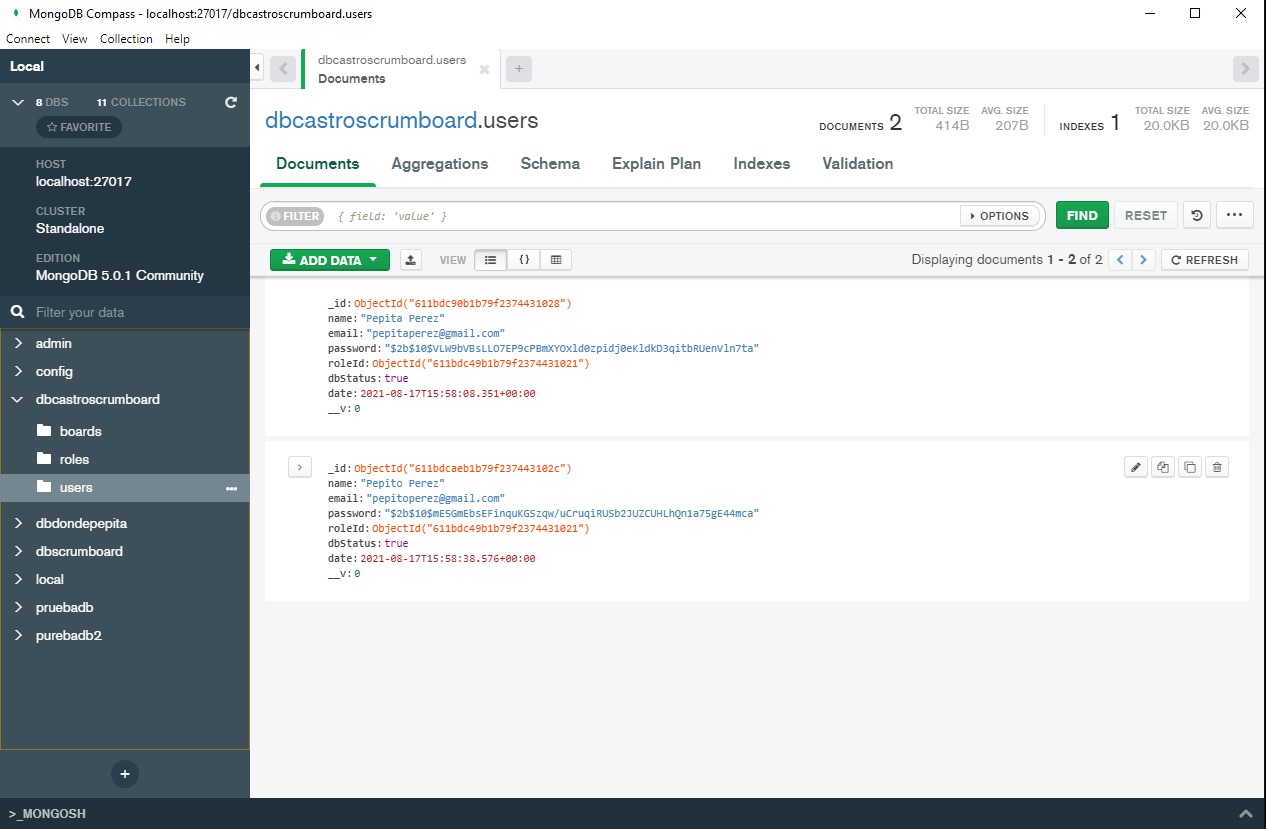 MongoDB Compass - localhost:27017/dbcastroscrumboard.users
Connect View Collection Help
Local
8 DBS 11 COLLECTIONS
FAVORITE
HOST
localhost:27017
CLUSTER
Standalone
EDITION
MongoDB 5.0.1 Community
Filter your data
admin
config
dbcastroscrumboard
boards
roles
users
dbdondepepita
dbscrumboard
local
pruebadb
purebadb2
dbcastroscrumboard.users
Documents
dbcastroscrumboard.users
DOCUMENTS 2 TOTAL SIZE 414B AVG. SIZE 207B INDEXES 1 TOTAL SIZE 20.0KB AVG. SIZE 20.0KB
Documents Aggregations Schema Explain Plan Indexes Validation
FILTER { field: 'value' } OPTIONS FIND RESET
ADD DATA VIEW {} Displaying documents 1 - 2 of 2 REFRESH
_id: ObjectId("611bdc90b1b79f2374431028")
name: "Pepita Perez"
email: "pepitaperez@gmail.com"
password: "$2b$10$VLW9bVBsLLO7EP9cPBmXYOxld0zpidj0eKldkD3qitbRUenVln7ta"
roleId: ObjectId("611bdc49b1b79f2374431021")
dbStatus: true
date: 2021-08-17T15:58:08.351+00:00
__v: 0
_id: ObjectId("611bdcaeb1b79f237443102c")
name: "Pepito Perez"
email: "pepitoperez@gmail.com"
password: "$2b$10$mE5GmEbsEFinquKGSzqw/uCruqiRUSb2JUZCUHLhQn1a75gE44mca"
roleId: ObjectId("611bdc49b1b79f2374431021")
dbStatus: true
date: 2021-08-17T15:58:38.576+00:00
__v: 0
>_MONGOSH